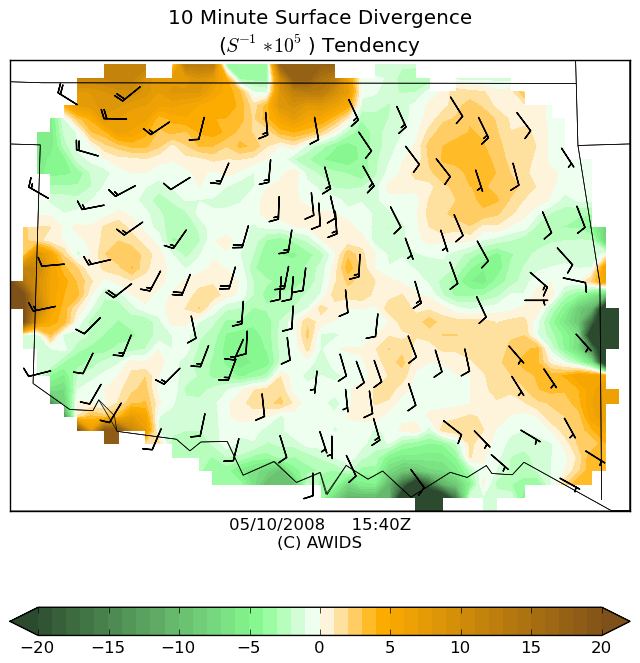 10 Minute Surface Divergence
(S⁻¹ * 10⁵ ) Tendency
05/10/2008 15:40Z
(C) AWIDS
−20 −15 −10 −5 0 5 10 15 20